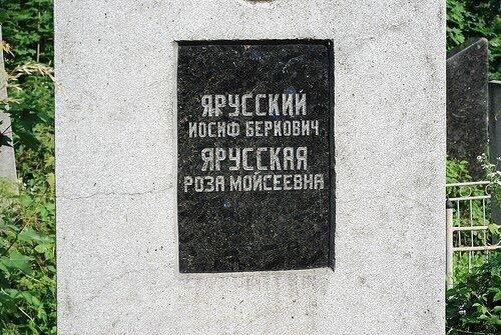 ЯРУССКИЙ
ИОСИФ БЕРКОВИЧ
ЯРУССКАЯ
РОЗА МОЙСЕЕВНА